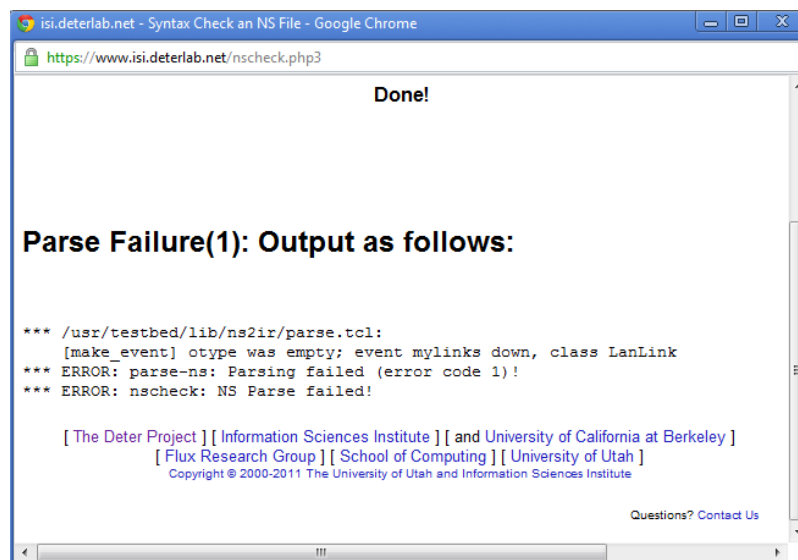 isi.deterlab.net - Syntax Check an NS File - Google Chrome
https://www.isi.deterlab.net/nscheck.php3
Done!
Parse Failure(1): Output as follows:
*** /usr/testbed/lib/ns2ir/parse.tcl:
[make_event] otype was empty; event mylinks down, class LanLink
*** ERROR: parse-ns: Parsing failed (error code 1)!
*** ERROR: nscheck: NS Parse failed!
[ The Deter Project ] [ Information Sciences Institute ] [ and University of California at Berkeley ]
[ Flux Research Group ] [ School of Computing ] [ University of Utah ]
Copyright © 2000-2011 The University of Utah and Information Sciences Institute
Questions? Contact Us